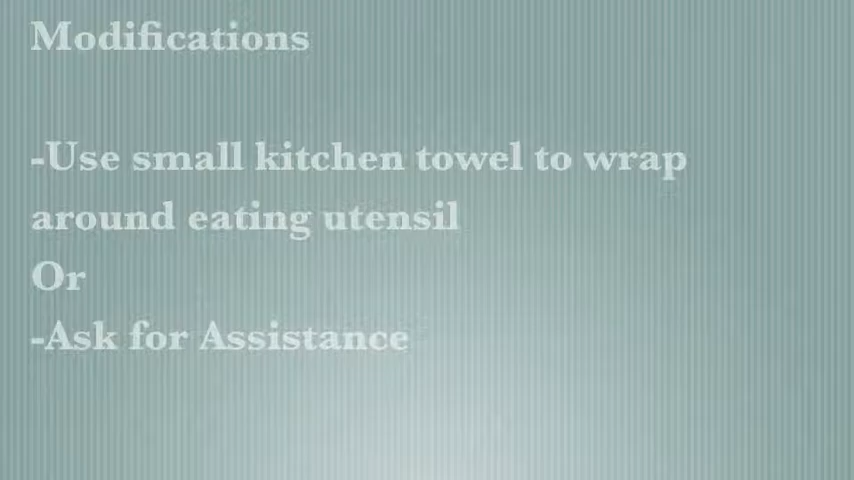 Modifications
-Use small kitchen towel to wrap
around eating utensil
Or
-Ask for Assistance